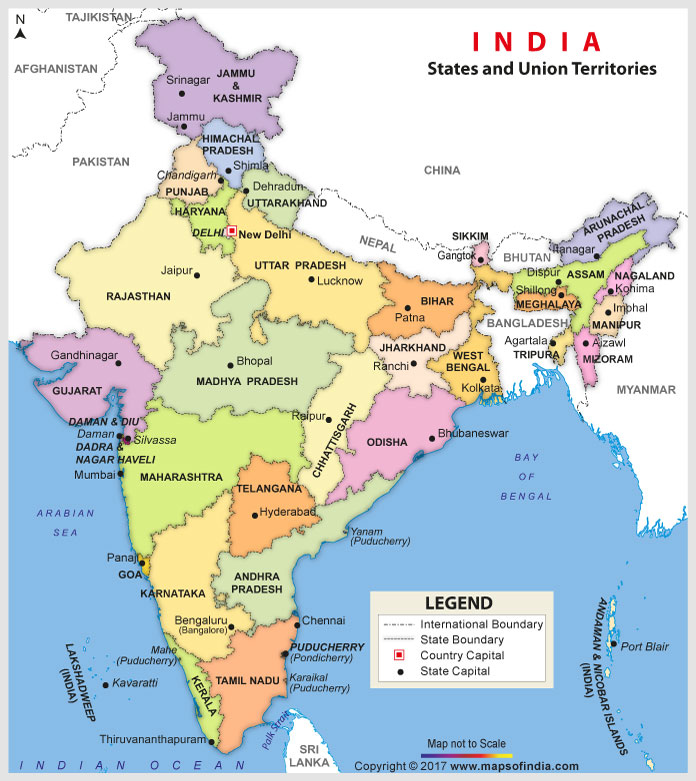 TAJIKISTAN
N
AFGHANISTAN
I N D I A
States and Union Territories
JAMMU
&
KASHMIR
Srinagar
Jammu
PAKISTAN
HIMACHAL
PRADESH
Shimla
CHINA
Chandigarh
PUNJAB
Dehradun
UTTARAKHAND
HARYANA
DELHI
New Delhi
NEPAL
SIKKIM
Gangtok
BHUTAN
ARUNACHAL
PRADESH
Itanagar
Jaipur
RAJASTHAN
UTTAR PRADESH
Lucknow
BIHAR
Patna
Dispur
ASSAM
NAGALAND
Kohima
Shillong
MEGHALAYA
Imphal
MANIPUR
BANGLADESH
Agartala
TRIPURA
Aizawl
MIZORAM
MYANMAR
Gandhinagar
GUJARAT
Bhopal
MADHYA PRADESH
JHARKHAND
Ranchi
WEST
BENGAL
Kolkata
DAMAN & DIU
Daman
Silvassa
DADRA &
NAGAR HAVELI
Mumbai
MAHARASHTRA
Raipur
CHHATTISGARH
ODISHA
Bhubaneswar
BAY
OF
BENGAL
ARABIAN
SEA
TELANGANA
Hyderabad
Yanam
(Puducherry)
Panaji
GOA
KARNATAKA
ANDHRA
PRADESH
Bengaluru
(Bangalore)
Chennai
Mahe
(Puducherry)
PUDUCHERRY
(Pondicherry)
Karaikal
(Puducherry)
TAMIL NADU
KERALA
LAKSHADWEEP
(INDIA)
Kavaratti
Thiruvananthapuram
Palk Strait
SRI
LANKA
INDIAN OCEAN
ANDAMAN & NICOBAR ISLANDS
(INDIA)
Port Blair
LEGEND
International Boundary
State Boundary
Country Capital
State Capital
Map not to Scale
Copyright © 2017 www.mapsofindia.com